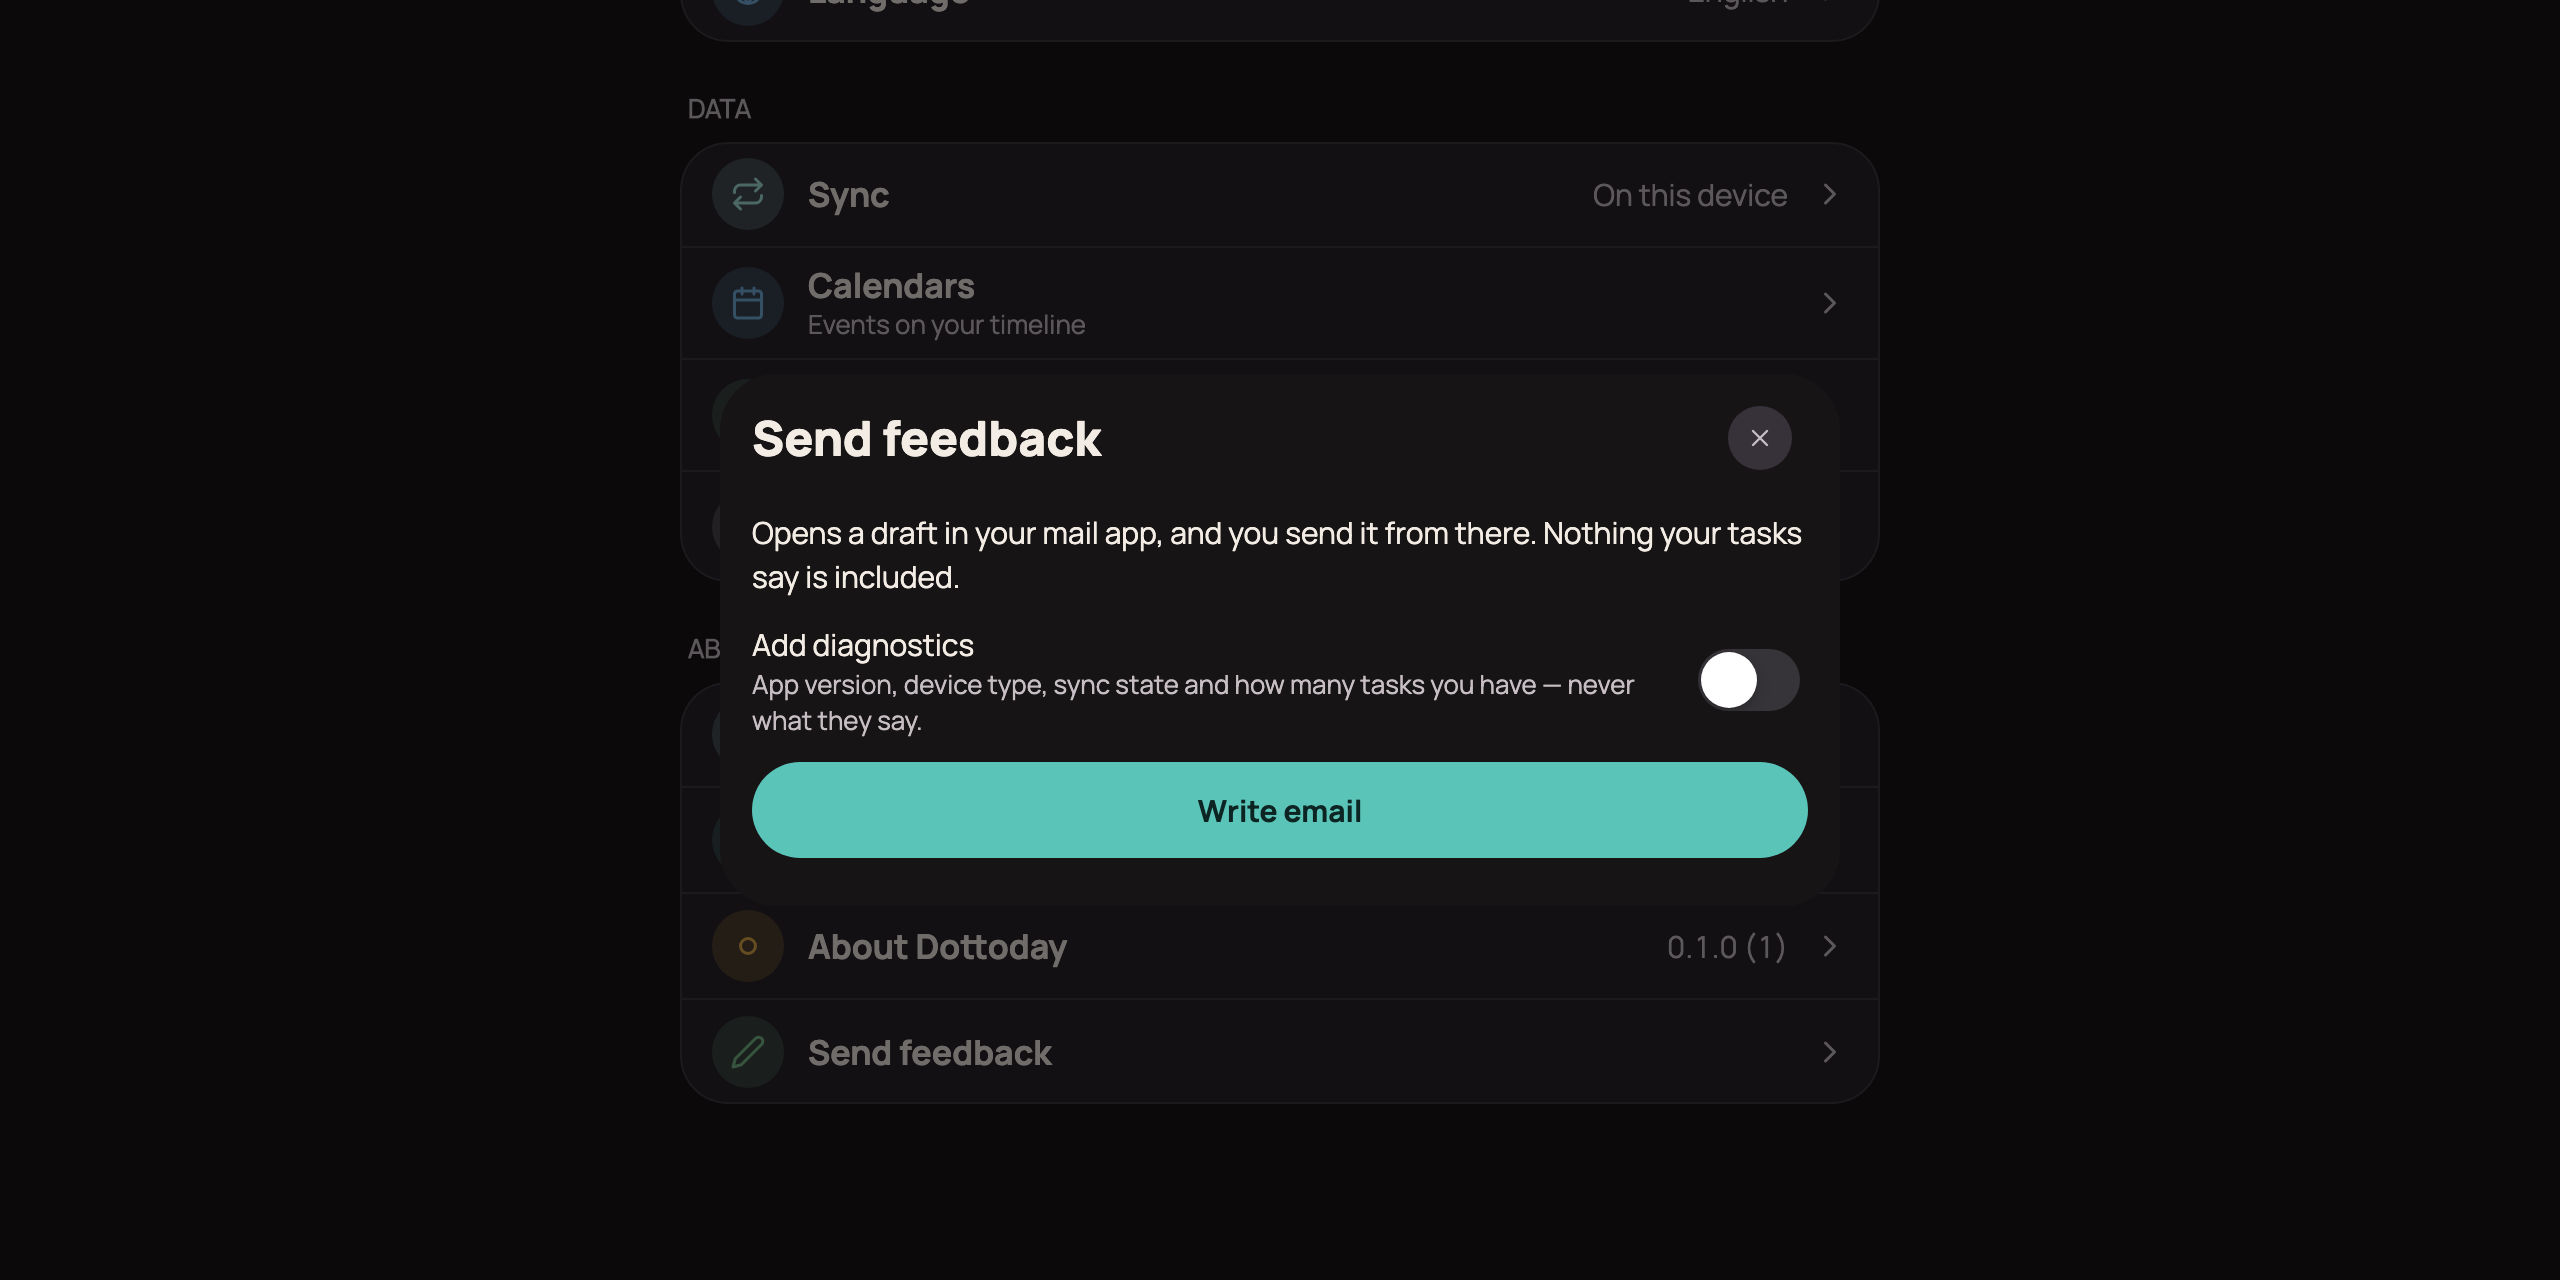 Language
English
DATA
Sync
On this device
Calendars
Events on your timeline
Send feedback
Opens a draft in your mail app, and you send it from there. Nothing your tasks
say is included.
Add diagnostics
App version, device type, sync state and how many tasks you have — never
what they say.
Write email
About Dottoday
0.1.0 (1)
Send feedback